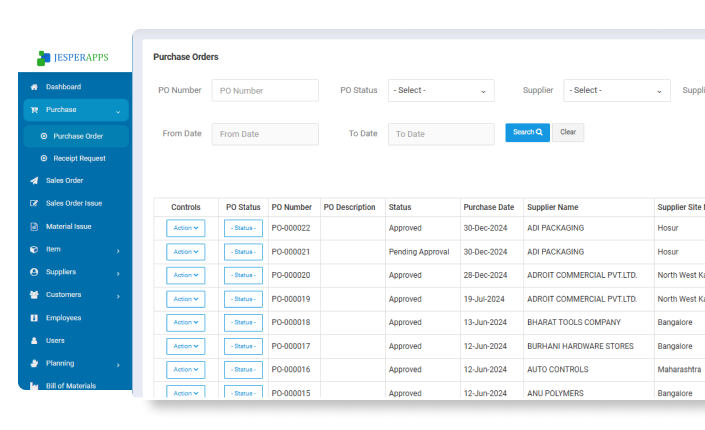 JESPERAPPS
Dashboard
Purchase
Purchase Order
Receipt Request
Sales Order
Sales Order Issue
Material Issue
Item
Suppliers
Customers
Employees
Users
Planning
Bill of Materials
Purchase Orders
PO Number PO Number PO Status - Select - Supplier - Select -
From Date From Date To Date To Date Search Clear
Controls PO Status PO Number PO Description Status Purchase Date Supplier Name Supplier Site
Action - Status - PO-000022 Approved 30-Dec-2024 ADI PACKAGING Hosur
Action - Status - PO-000021 Pending Approval 30-Dec-2024 ADI PACKAGING Hosur
Action - Status - PO-000020 Approved 28-Dec-2024 ADROIT COMMERCIAL PVT.LTD. North West Ka
Action - Status - PO-000019 Approved 19-Jul-2024 ADROIT COMMERCIAL PVT.LTD. North West Ka
Action - Status - PO-000018 Approved 13-Jun-2024 BHARAT TOOLS COMPANY Bangalore
Action - Status - PO-000017 Approved 12-Jun-2024 BURHANI HARDWARE STORES Bangalore
Action - Status - PO-000016 Approved 12-Jun-2024 AUTO CONTROLS Maharashtra
Action - Status - PO-000015 Approved 12-Jun-2024 ANU POLYMERS Bangalore